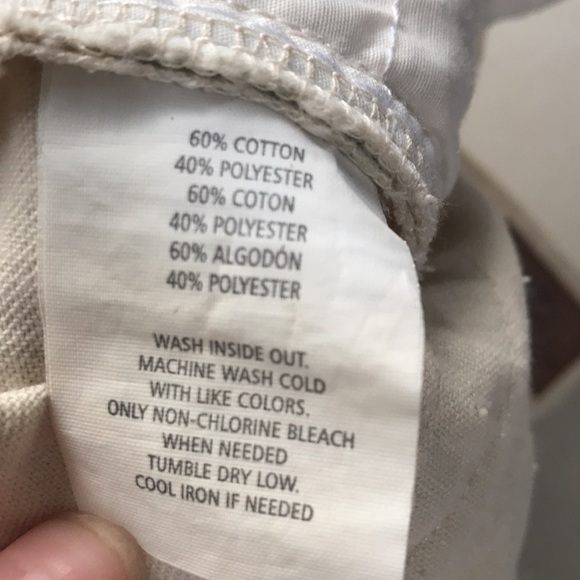 60% COTTON
40% POLYESTER
60% COTON
40% POLYESTER
60% ALGODÓN
40% POLYESTER
WASH INSIDE OUT.
MACHINE WASH COLD
WITH LIKE COLORS.
ONLY NON-CHLORINE BLEACH
WHEN NEEDED
TUMBLE DRY LOW.
COOL IRON IF NEEDED